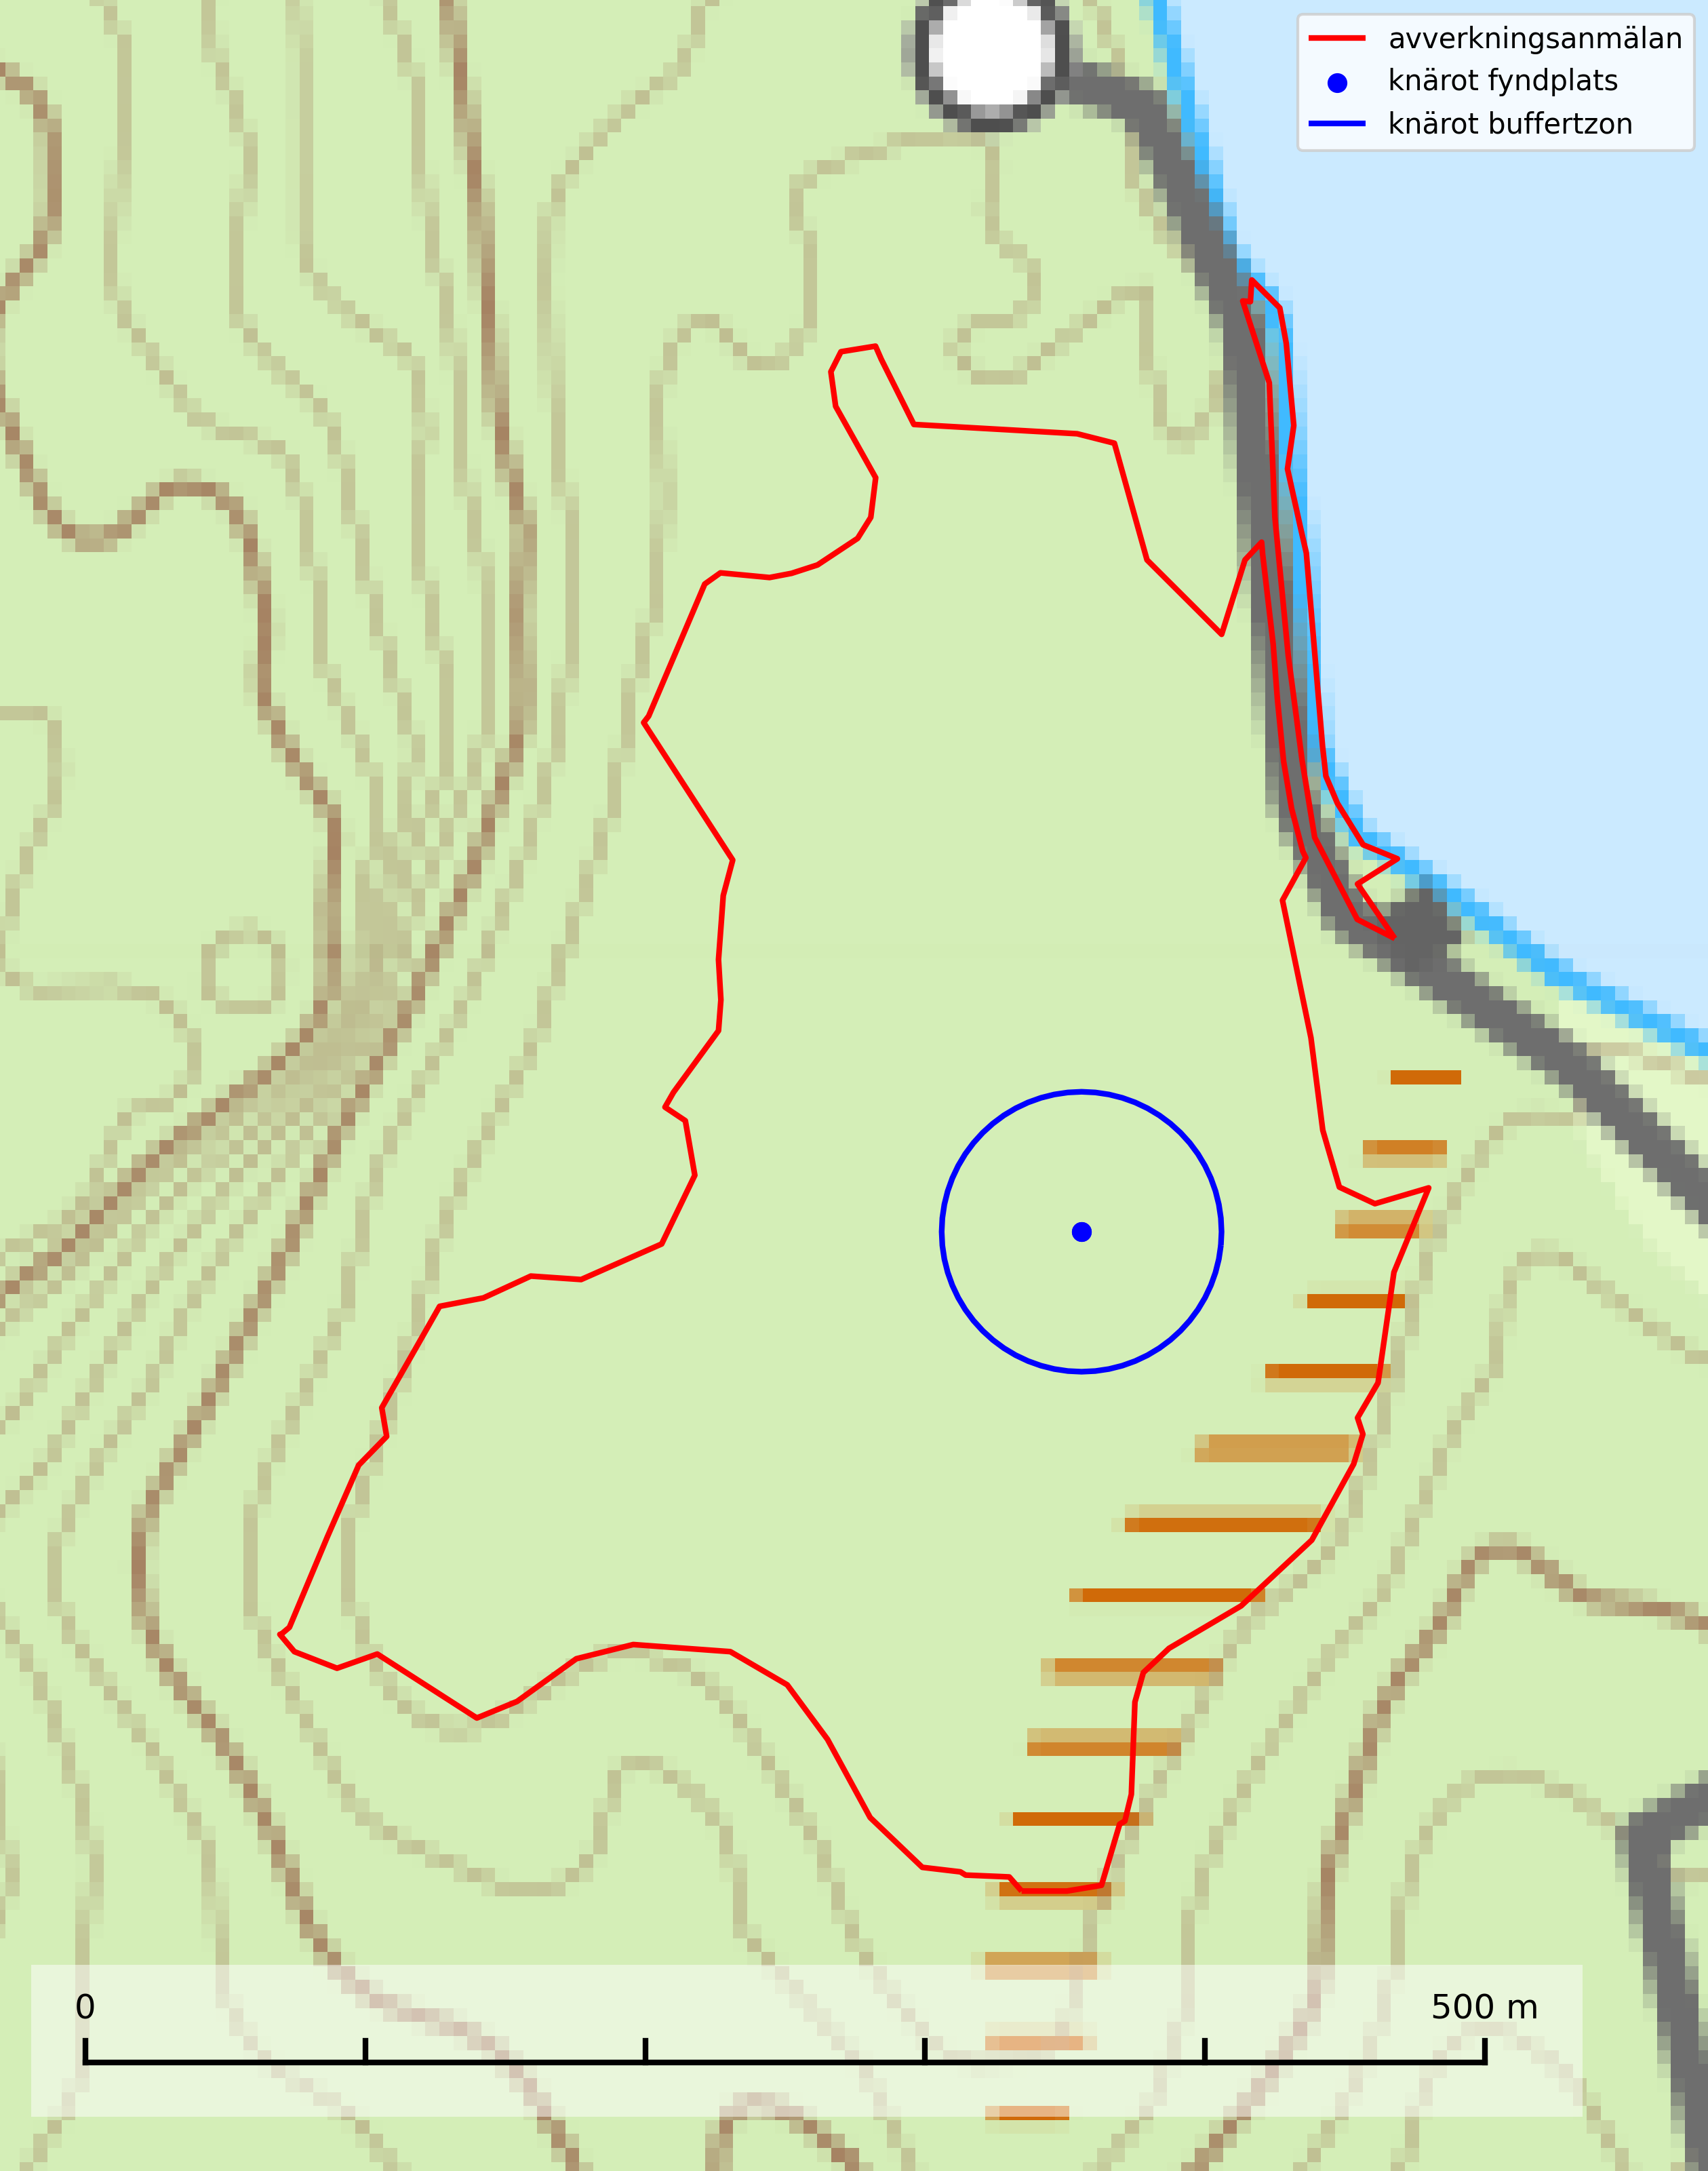 avverkningsanmälan
knärot fyndplats
knärot buffertzon
0 500 m